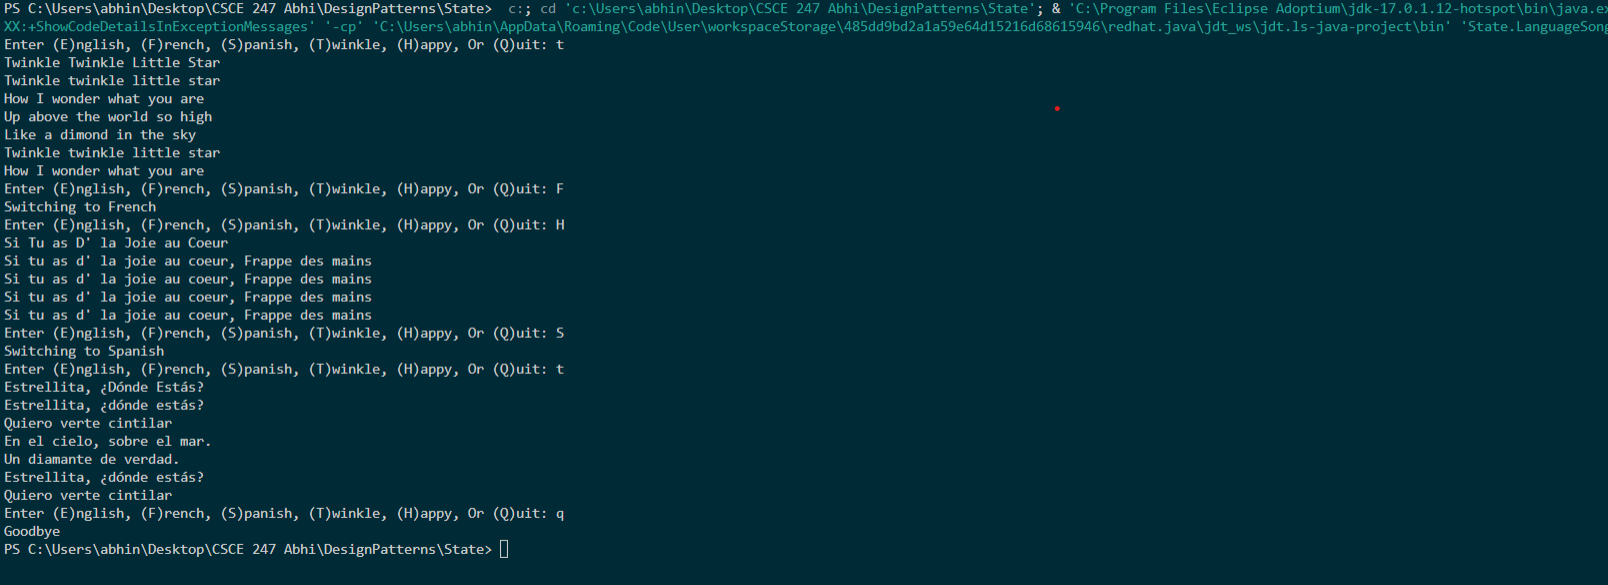 PS C:\Users\abhin\Desktop\CSCE 247 Abhi\DesignPatterns\State>  c:; cd 'c:\Users\abhin\Desktop\CSCE 247 Abhi\DesignPatterns\State'; & 'C:\Program Files\Eclipse Adoptium\jdk-17.0.1.12-hotspot\bin\java.ex
XX:+ShowCodeDetailsInExceptionMessages' '-cp' 'C:\Users\abhin\AppData\Roaming\Code\User\workspaceStorage\485dd9bd2a1a59e64d15216d68615946\redhat.java\jdt_ws\jdt.ls-java-project\bin' 'State.LanguageSong
Enter (E)nglish, (F)rench, (S)panish, (T)winkle, (H)appy, Or (Q)uit: t
Twinkle Twinkle Little Star
Twinkle twinkle little star
How I wonder what you are
Up above the world so high
Like a dimond in the sky
Twinkle twinkle little star
How I wonder what you are
Enter (E)nglish, (F)rench, (S)panish, (T)winkle, (H)appy, Or (Q)uit: F
Switching to French
Enter (E)nglish, (F)rench, (S)panish, (T)winkle, (H)appy, Or (Q)uit: H
Si Tu as D' la Joie au Coeur
Si tu as d' la joie au coeur, Frappe des mains
Si tu as d' la joie au coeur, Frappe des mains
Si tu as d' la joie au coeur, Frappe des mains
Si tu as d' la joie au coeur, Frappe des mains
Enter (E)nglish, (F)rench, (S)panish, (T)winkle, (H)appy, Or (Q)uit: S
Switching to Spanish
Enter (E)nglish, (F)rench, (S)panish, (T)winkle, (H)appy, Or (Q)uit: t
Estrellita, ¿Dónde Estás?
Estrellita, ¿dónde estás?
Quiero verte cintilar
En el cielo, sobre el mar.
Un diamante de verdad.
Estrellita, ¿dónde estás?
Quiero verte cintilar
Enter (E)nglish, (F)rench, (S)panish, (T)winkle, (H)appy, Or (Q)uit: q
Goodbye
PS C:\Users\abhin\Desktop\CSCE 247 Abhi\DesignPatterns\State>